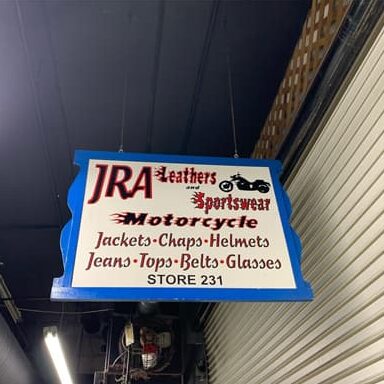 JRA Leathers
and
Sportswear
Motorcycle
Jackets·Chaps·Helmets
Jeans·Tops·Belts·Glasses
STORE 231